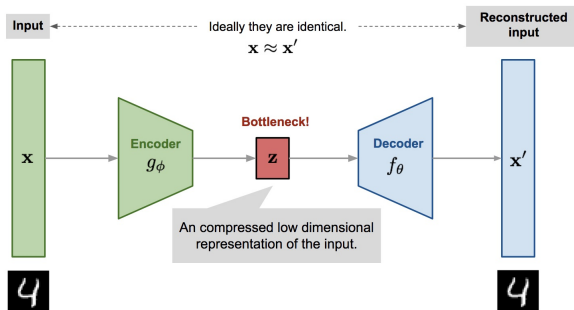 Input
Ideally they are identical.
x ≈ x′
Reconstructed
input
Bottleneck!
x
Encoder
gϕ
z
Decoder
fθ
x′
An compressed low dimensional
representation of the input.
4
4